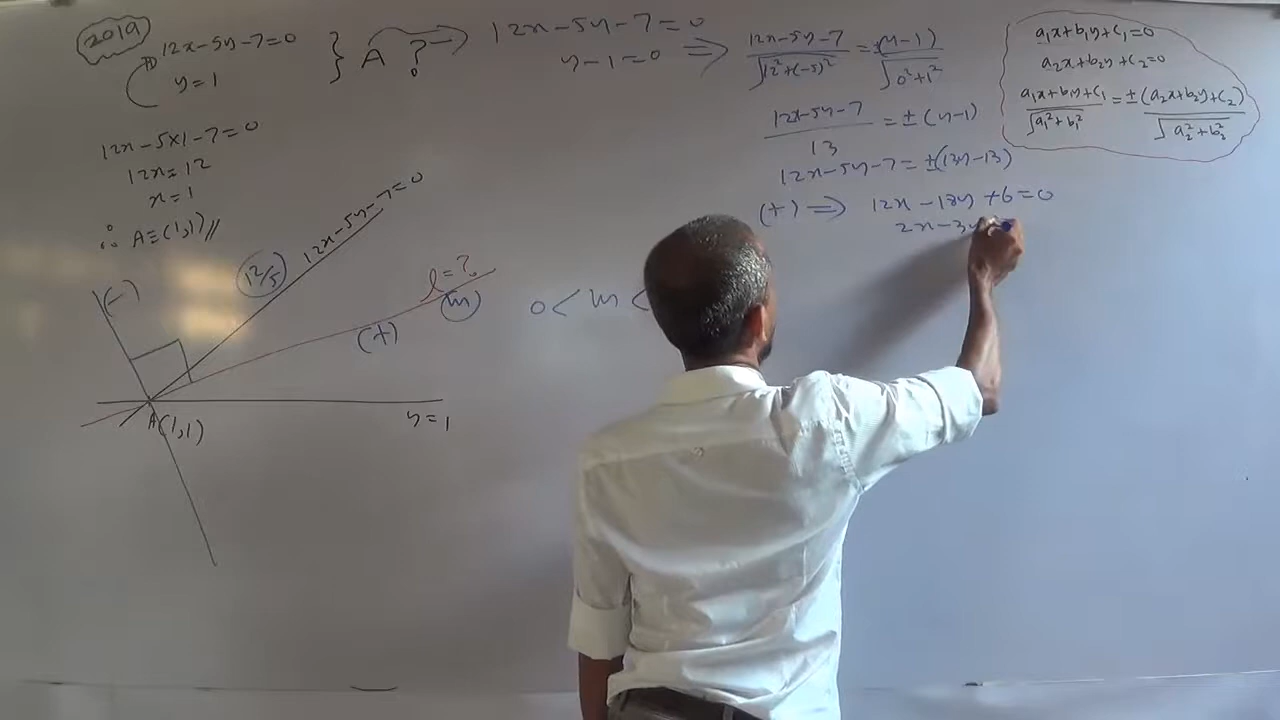 2019
12x-5y-7=0
y=1
} A ? →
12x-5×1-7=0
12x=12
x=1
∴ A≡(1,1)//
12x-5y-7=0
y-1=0 ⇒
(12x-5y-7)/√(12²+(-5)²) = ±(y-1)/√(0²+1²)
(12x-5y-7)/13 = ±(y-1)
12x-5y-7=±(13y-13)
(+) ⇒ 12x-18y+6=0
2x-3y
a₁x+b₁y+c₁=0
a₂x+b₂y+c₂=0
(a₁x+b₁y+c₁)/√(a₁²+b₁²) = ±(a₂x+b₂y+c₂)/√(a₂²+b₂²)
(-)
12/5
12x-5y-7=0
l=?
(m)
(+)
0< m <
A(1,1)
y=1